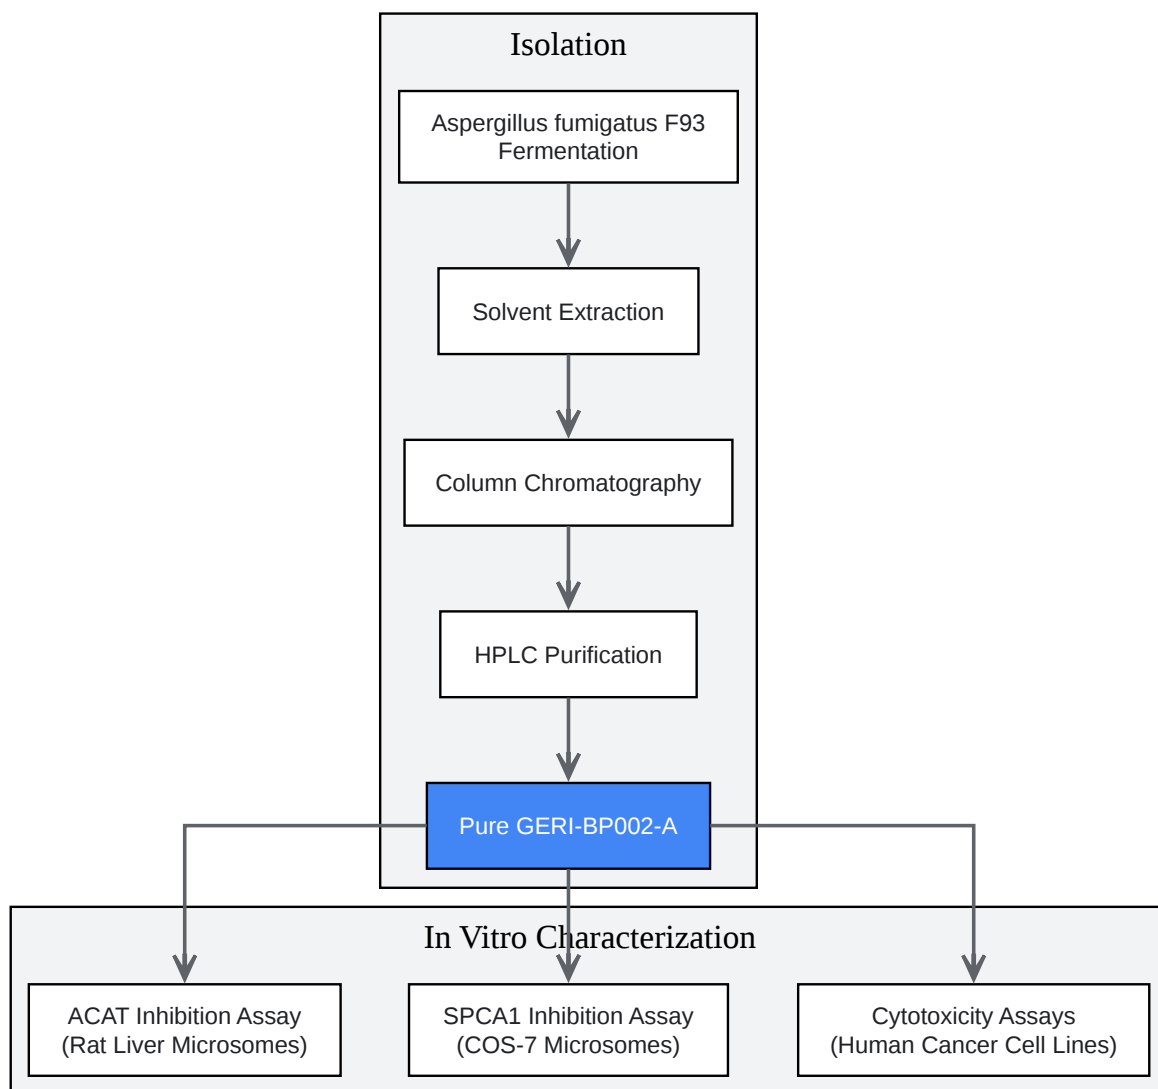 Isolation
Aspergillus fumigatus F93
Fermentation
Solvent Extraction
Column Chromatography
HPLC Purification
Pure GERI-BP002-A
In Vitro Characterization
ACAT Inhibition Assay
(Rat Liver Microsomes)
SPCA1 Inhibition Assay
(COS-7 Microsomes)
Cytotoxicity Assays
(Human Cancer Cell Lines)